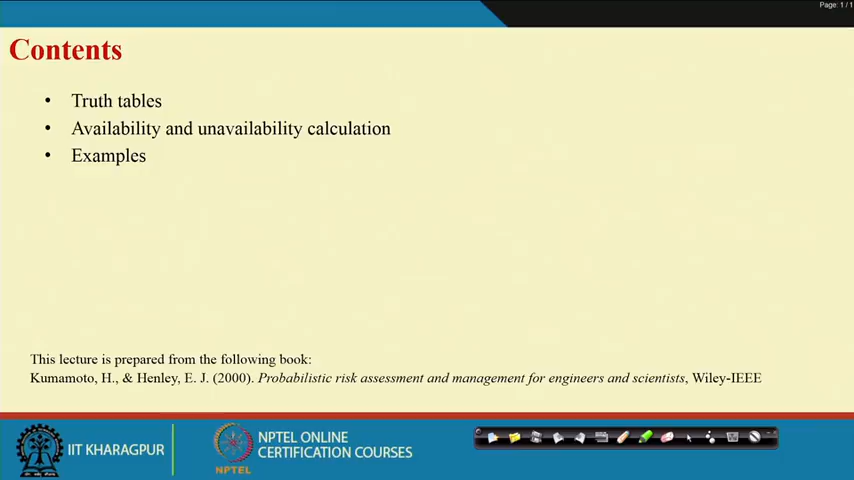 Page: 1 / 1
Contents
• Truth tables
• Availability and unavailability calculation
• Examples
This lecture is prepared from the following book:
Kumamoto, H., & Henley, E. J. (2000). Probabilistic risk assessment and management for engineers and scientists, Wiley-IEEE
IIT KHARAGPUR
NPTEL
NPTEL ONLINE
CERTIFICATION COURSES